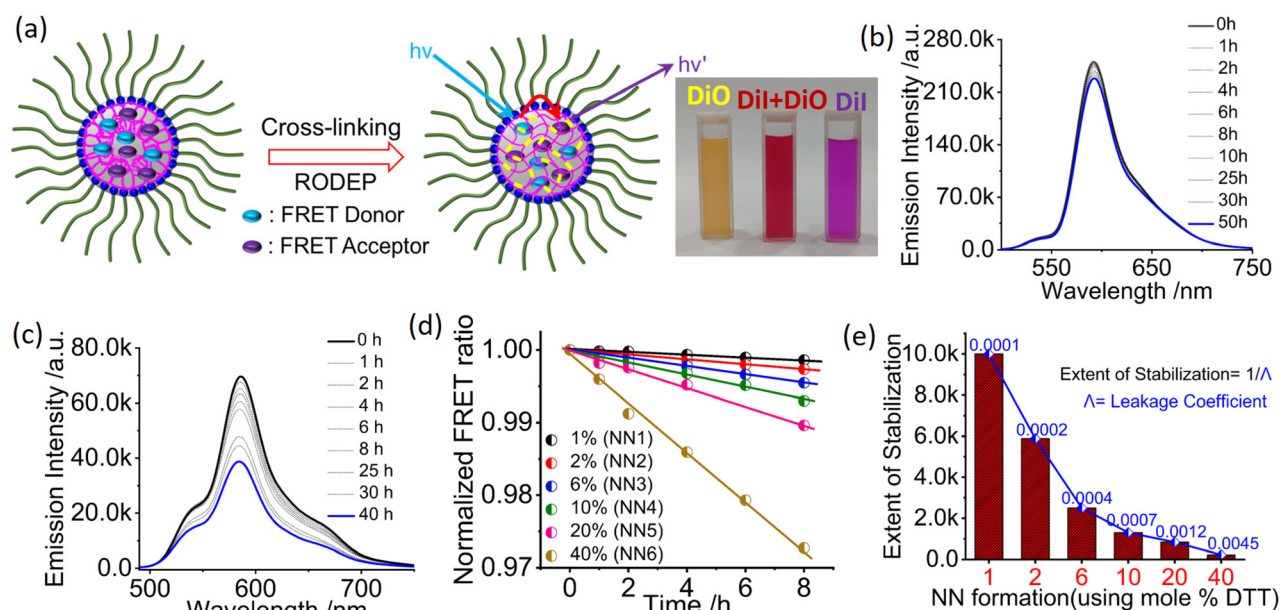 (a)
hν
hν'
Cross-linking
RODEP
: FRET Donor
: FRET Acceptor
DiO
DiI+DiO
DiI
(b)
Emission Intensity /a.u.
280.0k
210.0k
140.0k
70.0k
0.0
550
650
750
Wavelength /nm
0h
1h
2h
4h
6h
8h
10h
25h
30h
50h
(c)
Emission Intensity /a.u.
80.0k
60.0k
40.0k
20.0k
0.0
500
600
700
Wavelength /nm
0 h
1 h
2 h
4 h
6 h
8 h
25 h
30 h
40 h
(d)
Normalized FRET ratio
1.00
0.99
0.98
0.97
0
2
4
6
8
Time /h
1% (NN1)
2% (NN2)
6% (NN3)
10% (NN4)
20% (NN5)
40% (NN6)
(e)
Extent of Stabilization
10.0k
8.0k
6.0k
4.0k
2.0k
0.0
0.0001
0.0002
0.0004
0.0007
0.0012
0.0045
Extent of Stabilization= 1/Λ
Λ= Leakage Coefficient
1
2
6
10
20
40
NN formation(using mole % DTT)